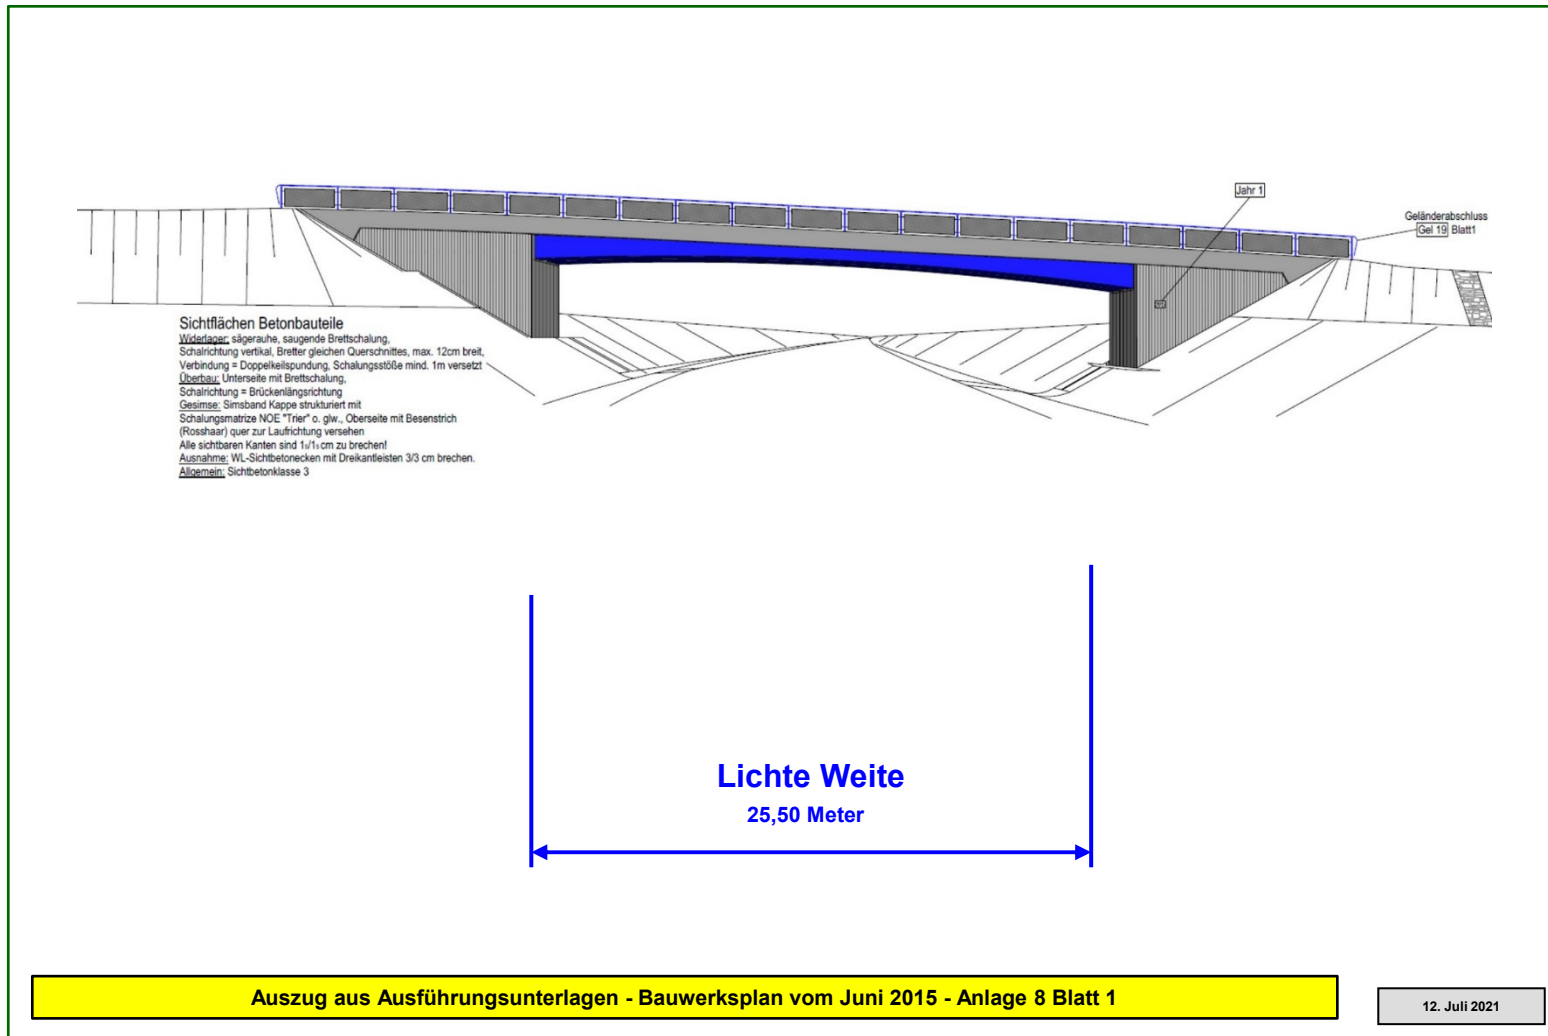 Jahr 1
Geländerabschluss
Gel 19 Blatt1
Sichtflächen Betonbauteile
Widerlager: sägerauhe, saugende Brettschalung,
Schalrichtung vertikal, Bretter gleichen Querschnittes, max. 12cm breit,
Verbindung = Doppelkeilspundung, Schalungsstöße mind. 1m versetzt
Überbau: Unterseite mit Brettschalung,
Schalrichtung = Brückenlängsrichtung
Gesimse: Simsband Kappe strukturiert mit
Schalungsmatrize NOE "Trier" o. glw., Oberseite mit Besenstrich
(Rosshaar) quer zur Laufrichtung versehen
Alle sichtbaren Kanten sind 1₅/1₅ cm zu brechen!
Ausnahme: WL-Sichtbetonecken mit Dreikantleisten 3/3 cm brechen.
Allgemein: Sichtbetonklasse 3
Lichte Weite
25,50 Meter
Auszug aus Ausführungsunterlagen - Bauwerksplan vom Juni 2015 - Anlage 8 Blatt 1
12. Juli 2021